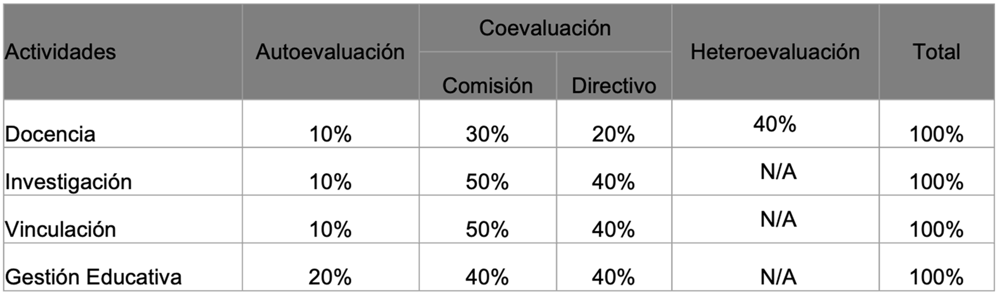 Actividades Autoevaluación Coevaluación Heteroevaluación Total
Comisión Directivo
Docencia 10% 30% 20% 40% 100%
Investigación 10% 50% 40% N/A 100%
Vinculación 10% 50% 40% N/A 100%
Gestión Educativa 20% 40% 40% N/A 100%